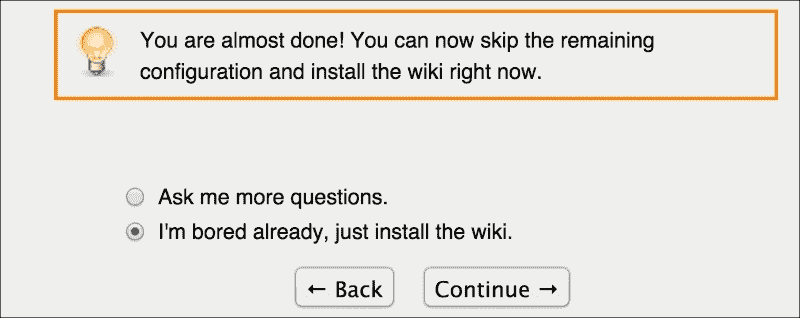 You are almost done! You can now skip the remaining
configuration and install the wiki right now.
Ask me more questions.
I'm bored already, just install the wiki.
← Back
Continue →